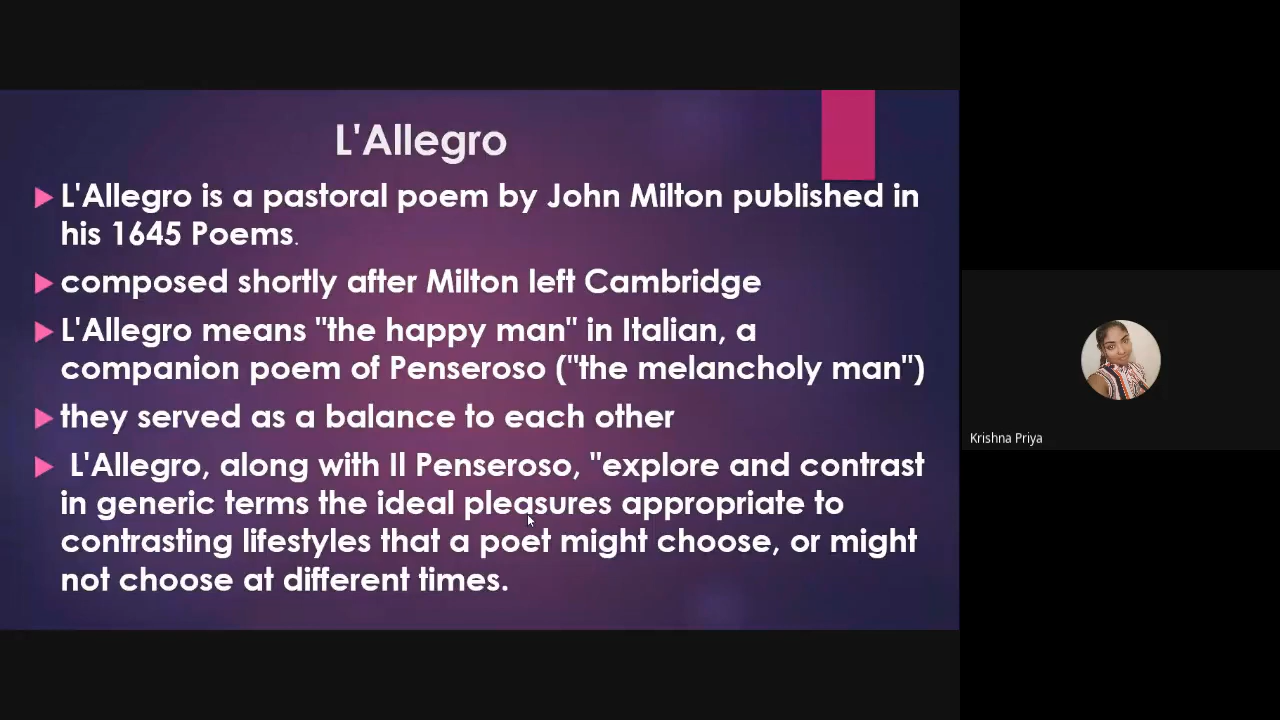 L'Allegro
L'Allegro is a pastoral poem by John Milton published in
his 1645 Poems.
composed shortly after Milton left Cambridge
L'Allegro means "the happy man" in Italian, a
companion poem of Penseroso ("the melancholy man")
they served as a balance to each other
L'Allegro, along with Il Penseroso, "explore and contrast
in generic terms the ideal pleasures appropriate to
contrasting lifestyles that a poet might choose, or might
not choose at different times.
Krishna Priya